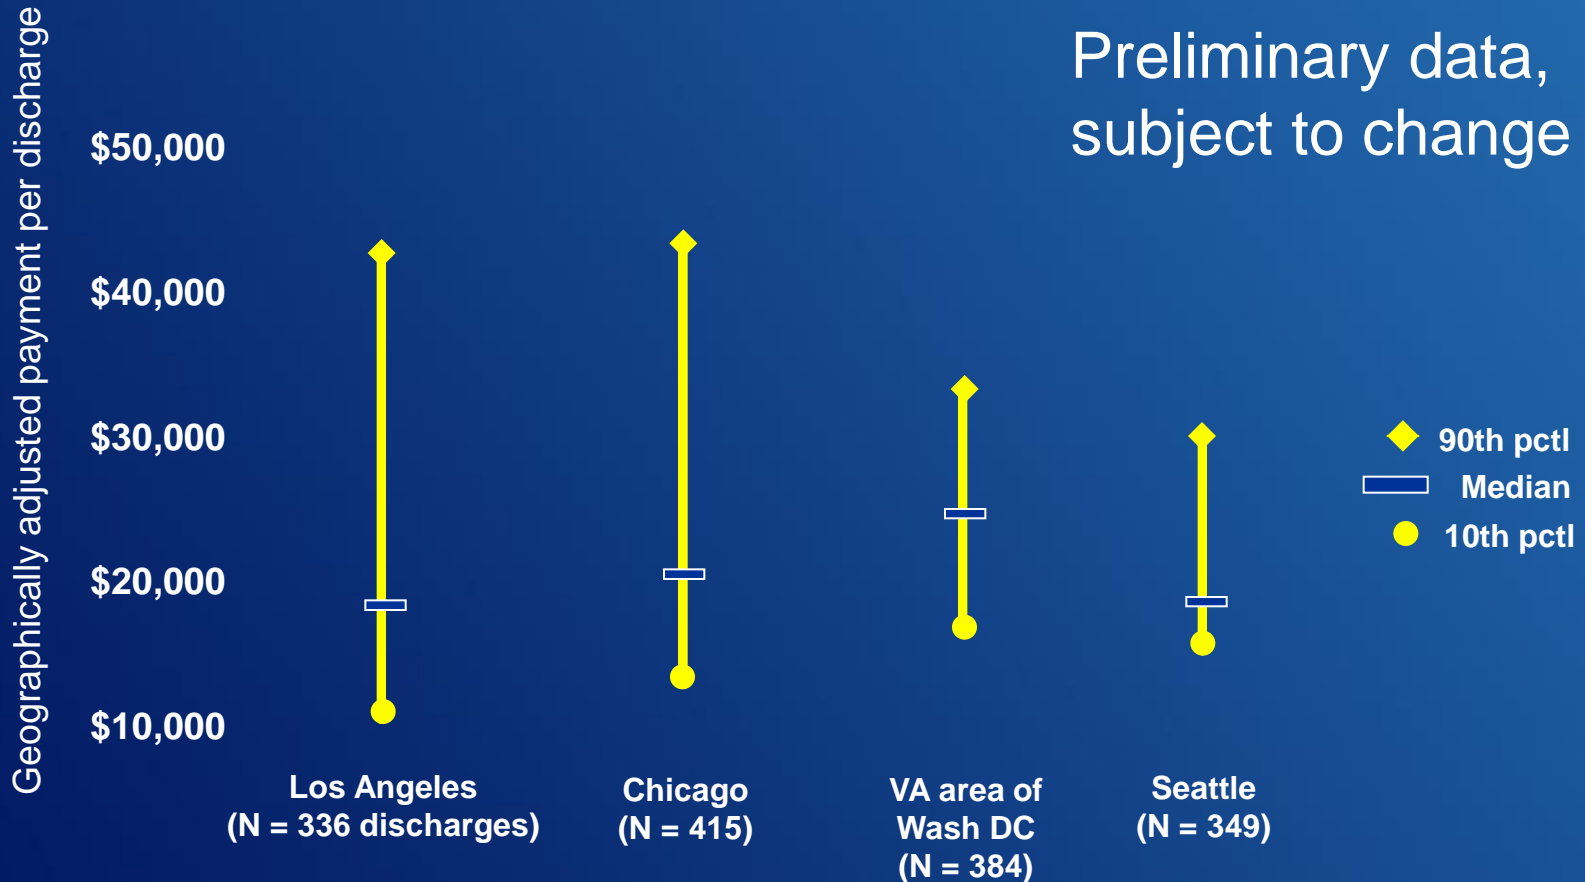 Geographically adjusted payment per discharge
Preliminary data,
subject to change
$50,000
$40,000
$30,000
$20,000
$10,000
90th pctl
Median
10th pctl
Los Angeles
(N = 336 discharges)
Chicago
(N = 415)
VA area of
Wash DC
(N = 384)
Seattle
(N = 349)